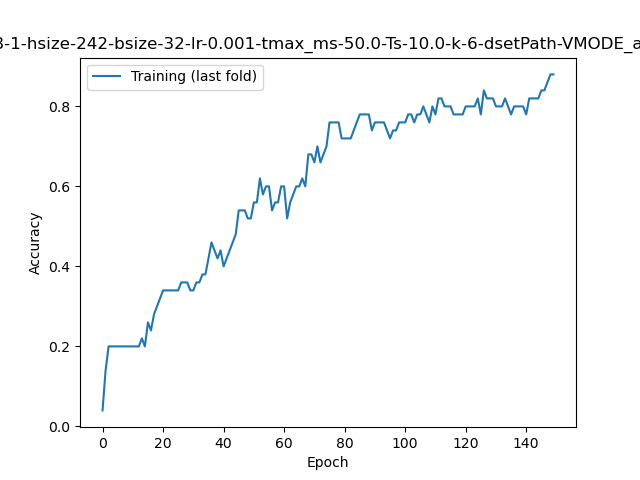 3-1-hsize-242-bsize-32-lr-0.001-tmax_ms-50.0-Ts-10.0-k-6-dsetPath-VMODE_a
Training (last fold)
Accuracy
0.8
0.6
0.4
0.2
0.0
0 20 40 60 80 100 120 140
Epoch